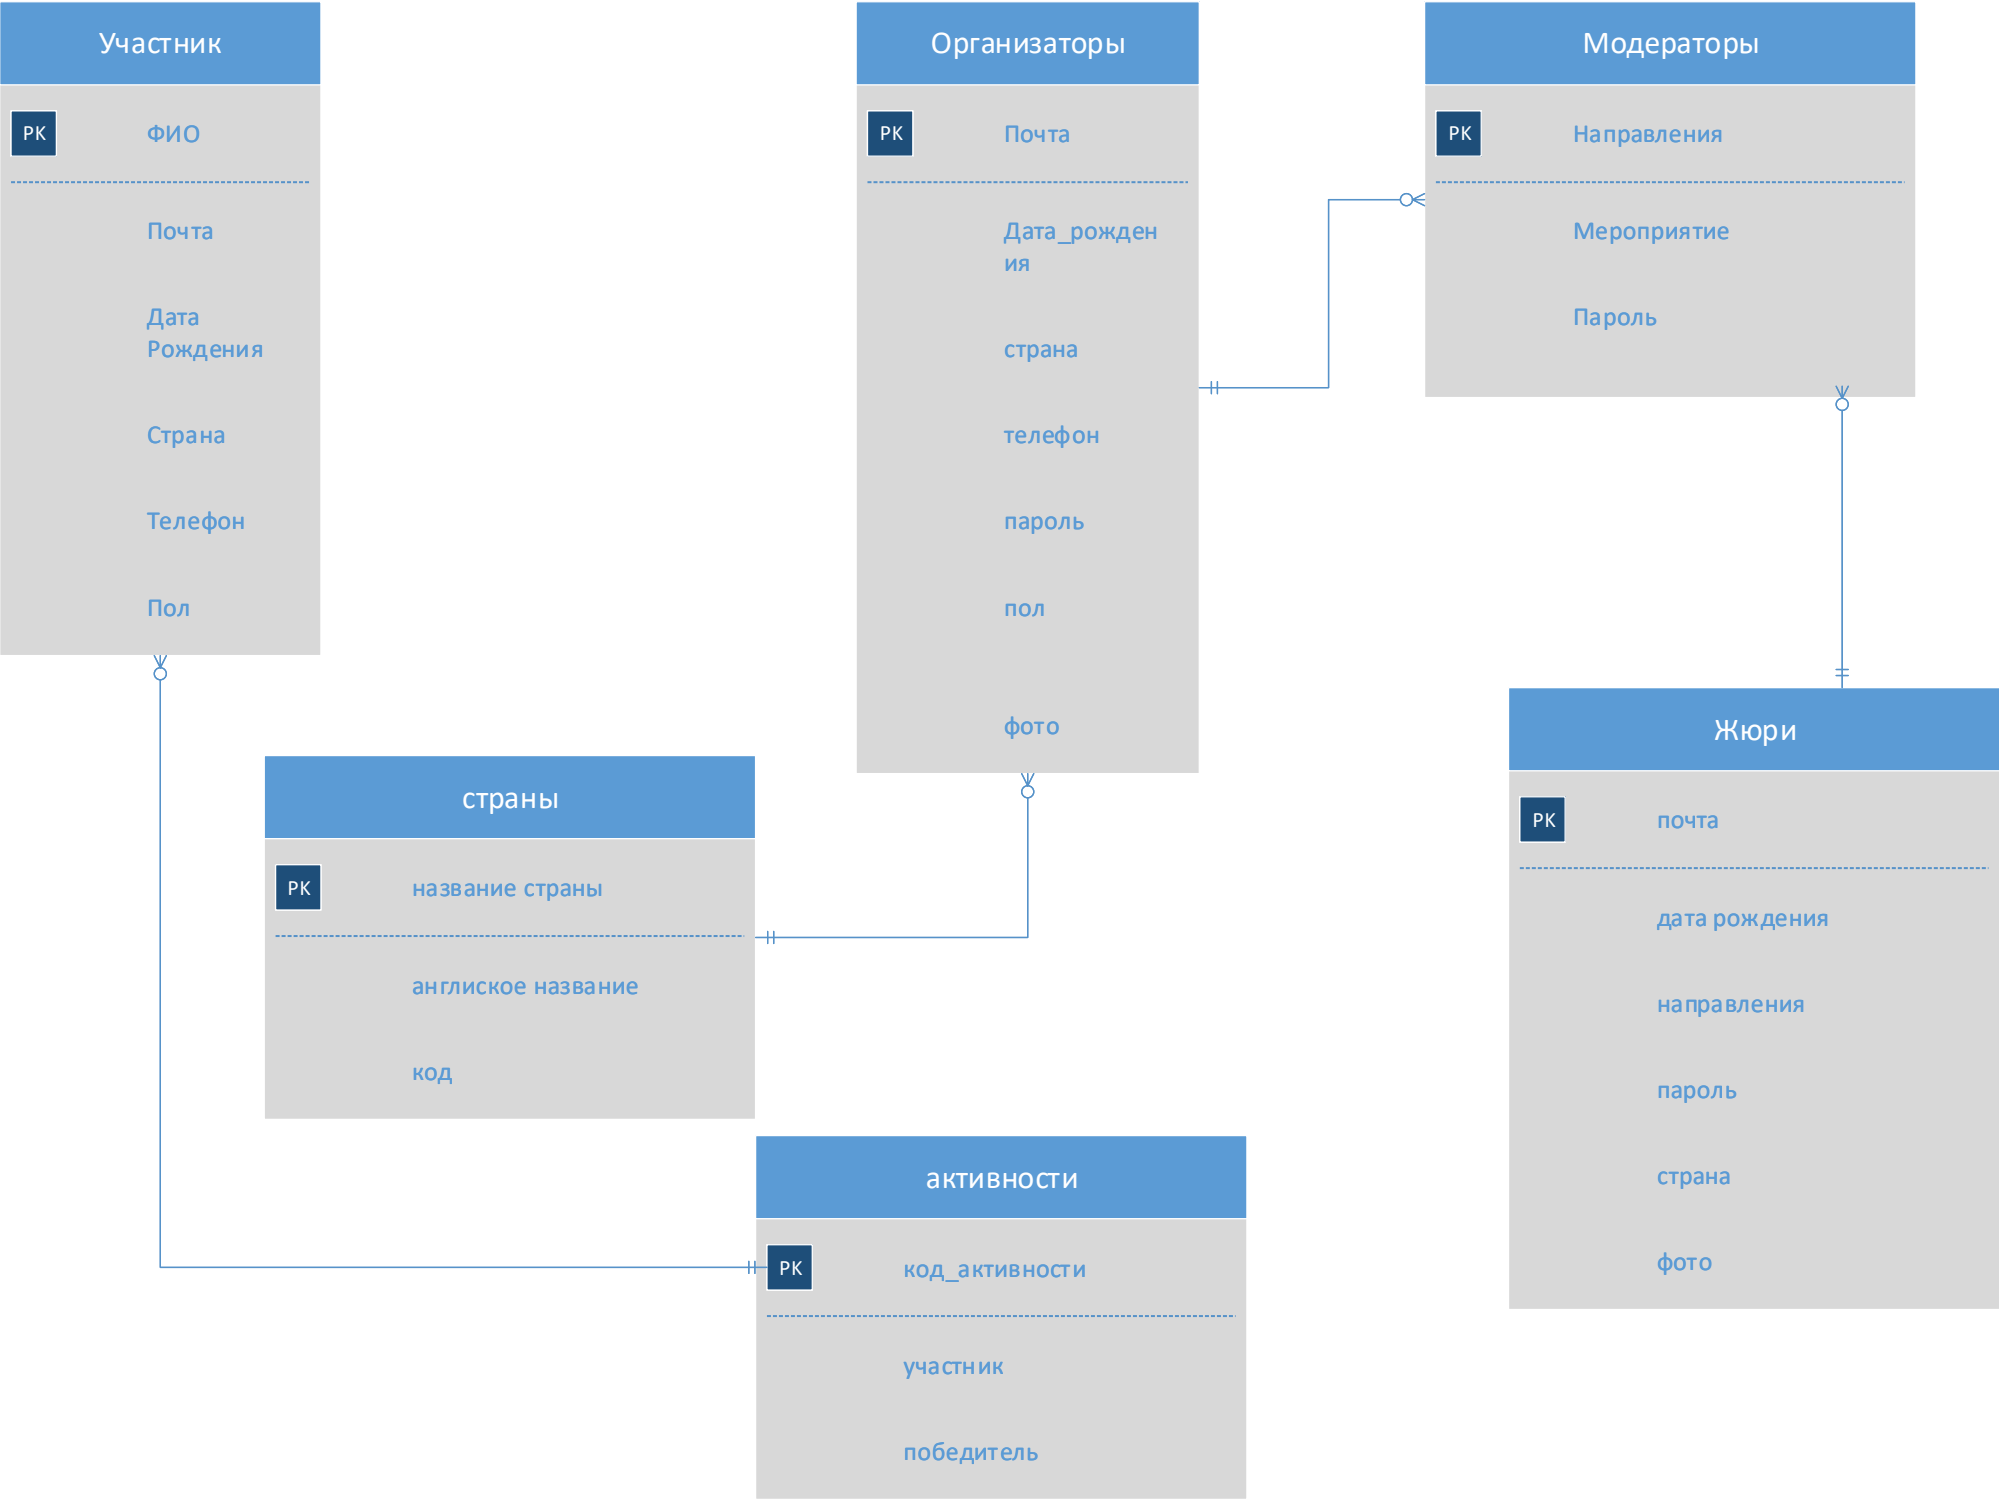 Участник
PK
ФИО
Почта
Дата
Рождения
Страна
Телефон
Пол
Организаторы
PK
Почта
Дата_рожден
ия
страна
телефон
пароль
пол
фото
Модераторы
PK
Направления
Мероприятие
Пароль
страны
PK
название страны
англиское название
код
Жюри
PK
почта
дата рождения
направления
пароль
страна
фото
активности
PK
код_активности
участник
победитель